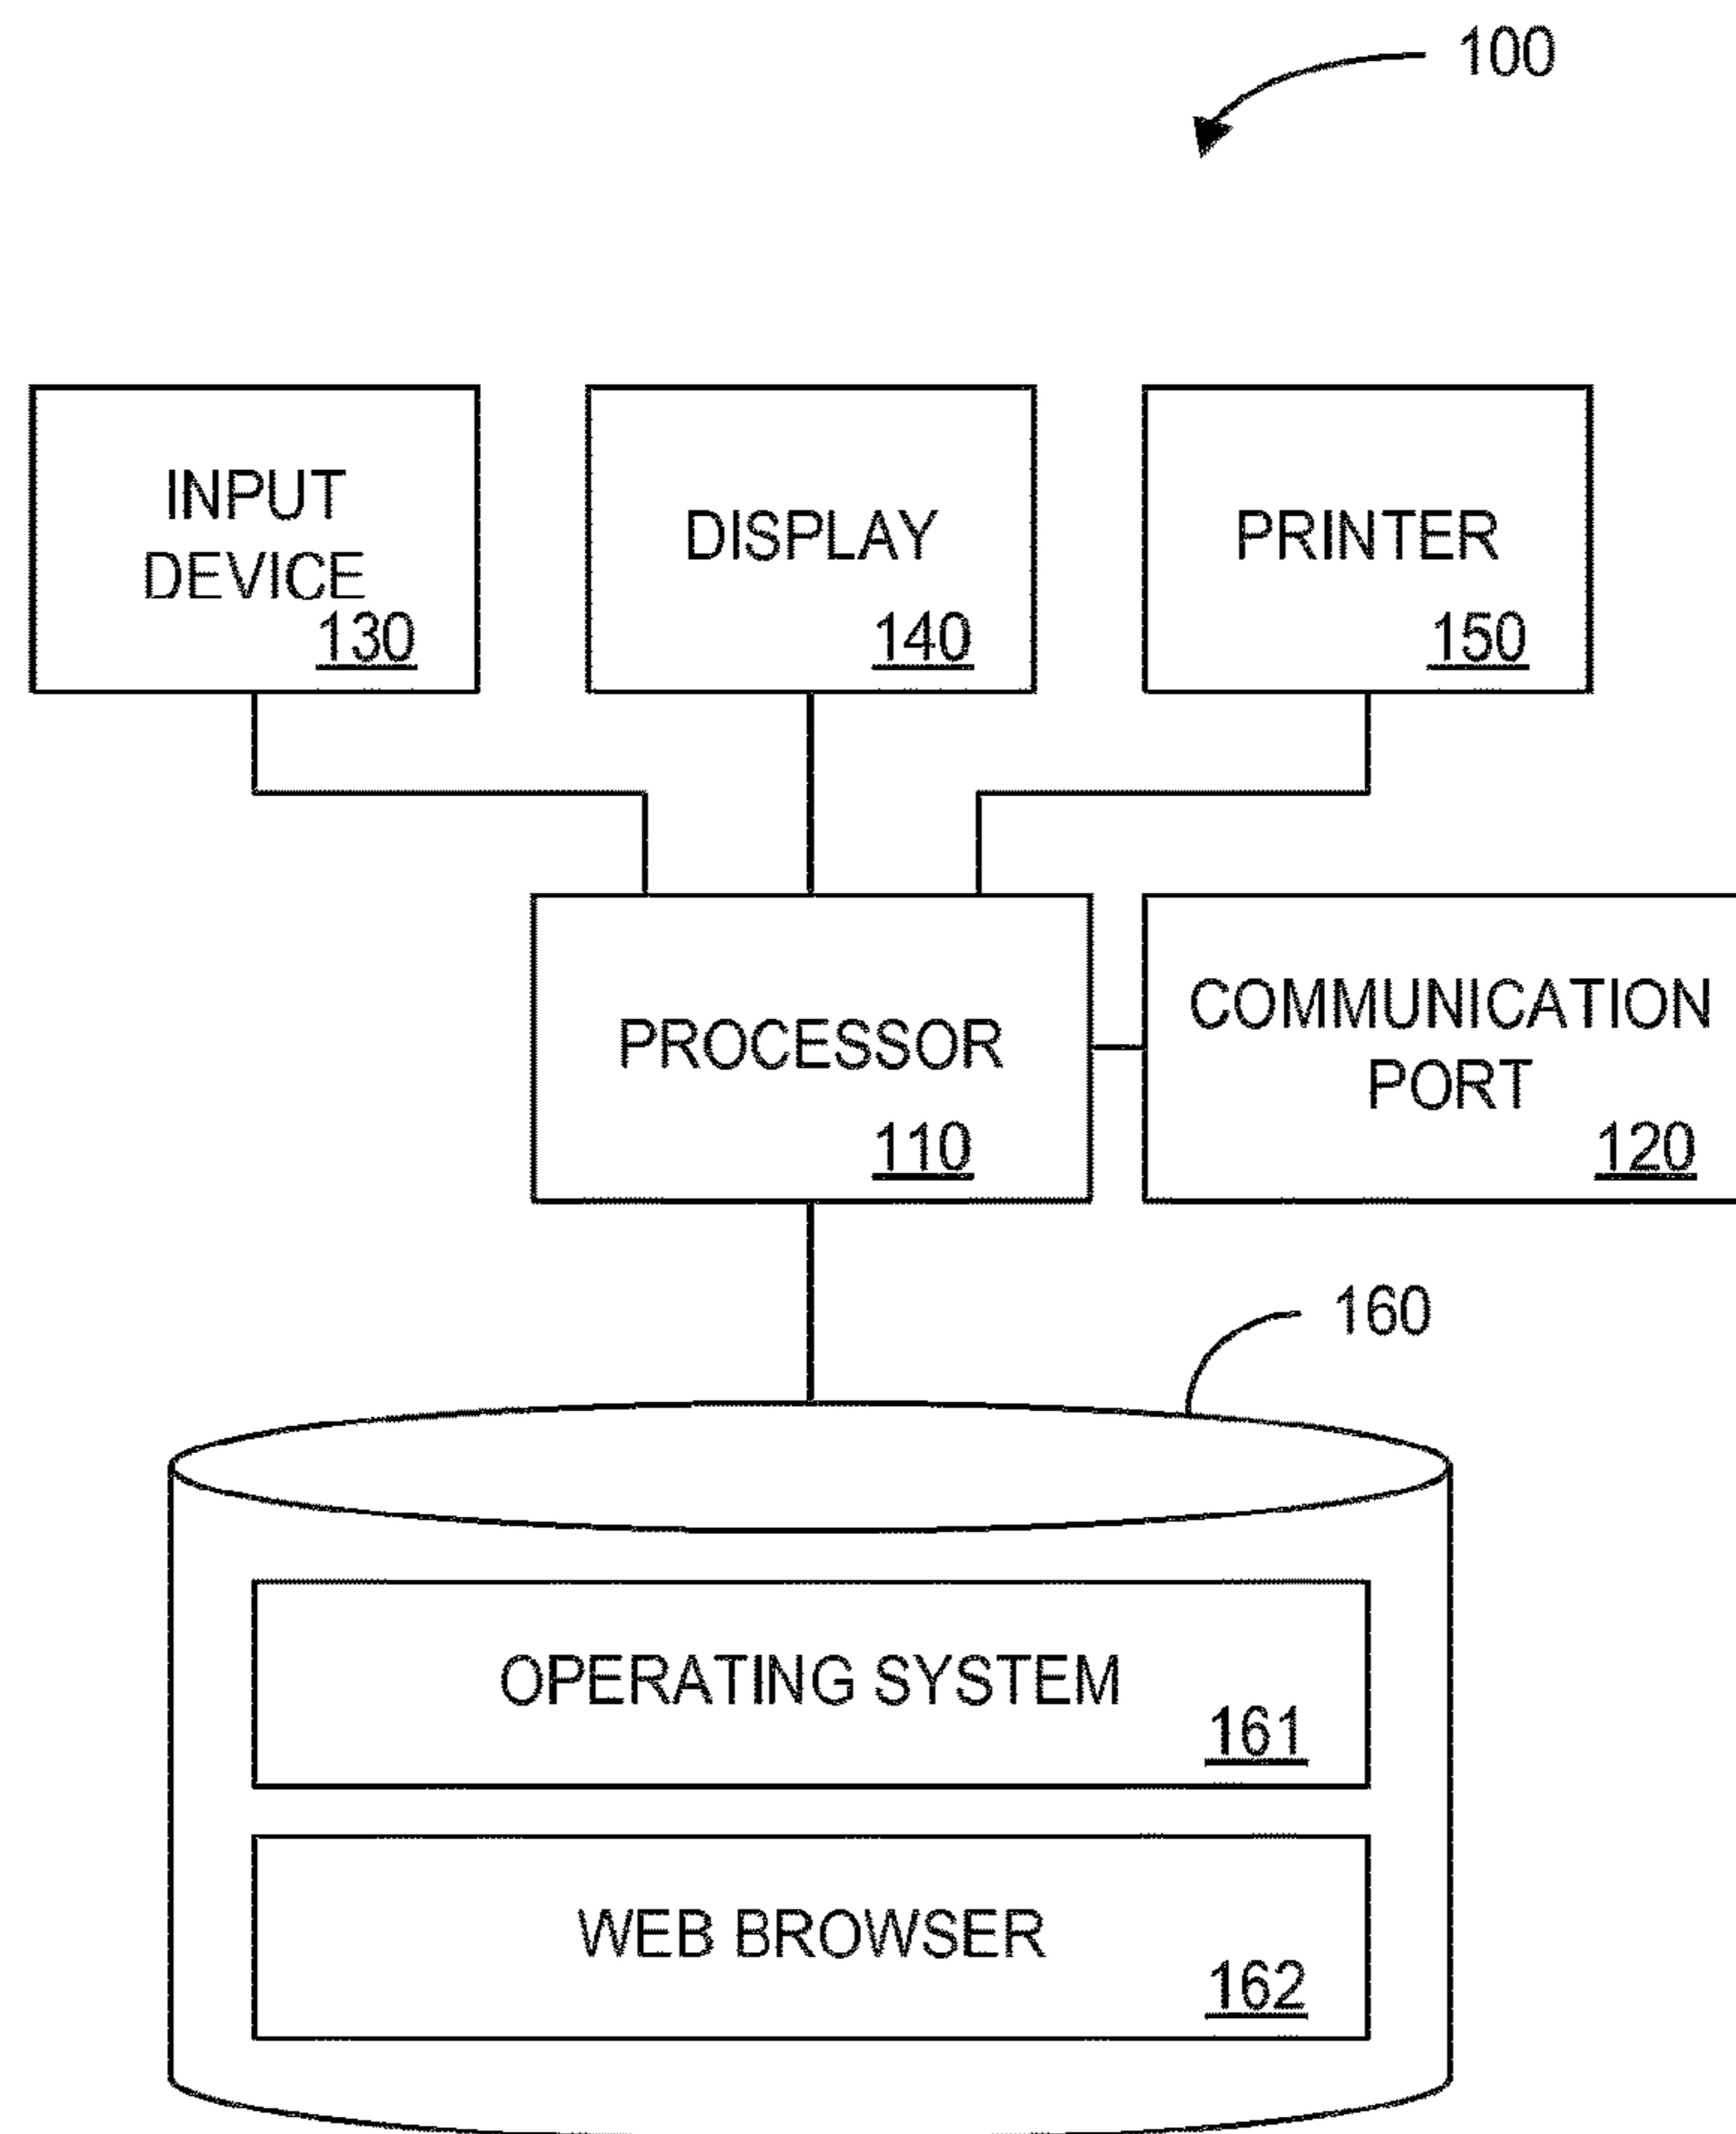 100
INPUT
DEVICE
130
DISPLAY
140
PRINTER
150
PROCESSOR
110
COMMUNICATION
PORT
120
160
OPERATING SYSTEM
161
WEB BROWSER
162